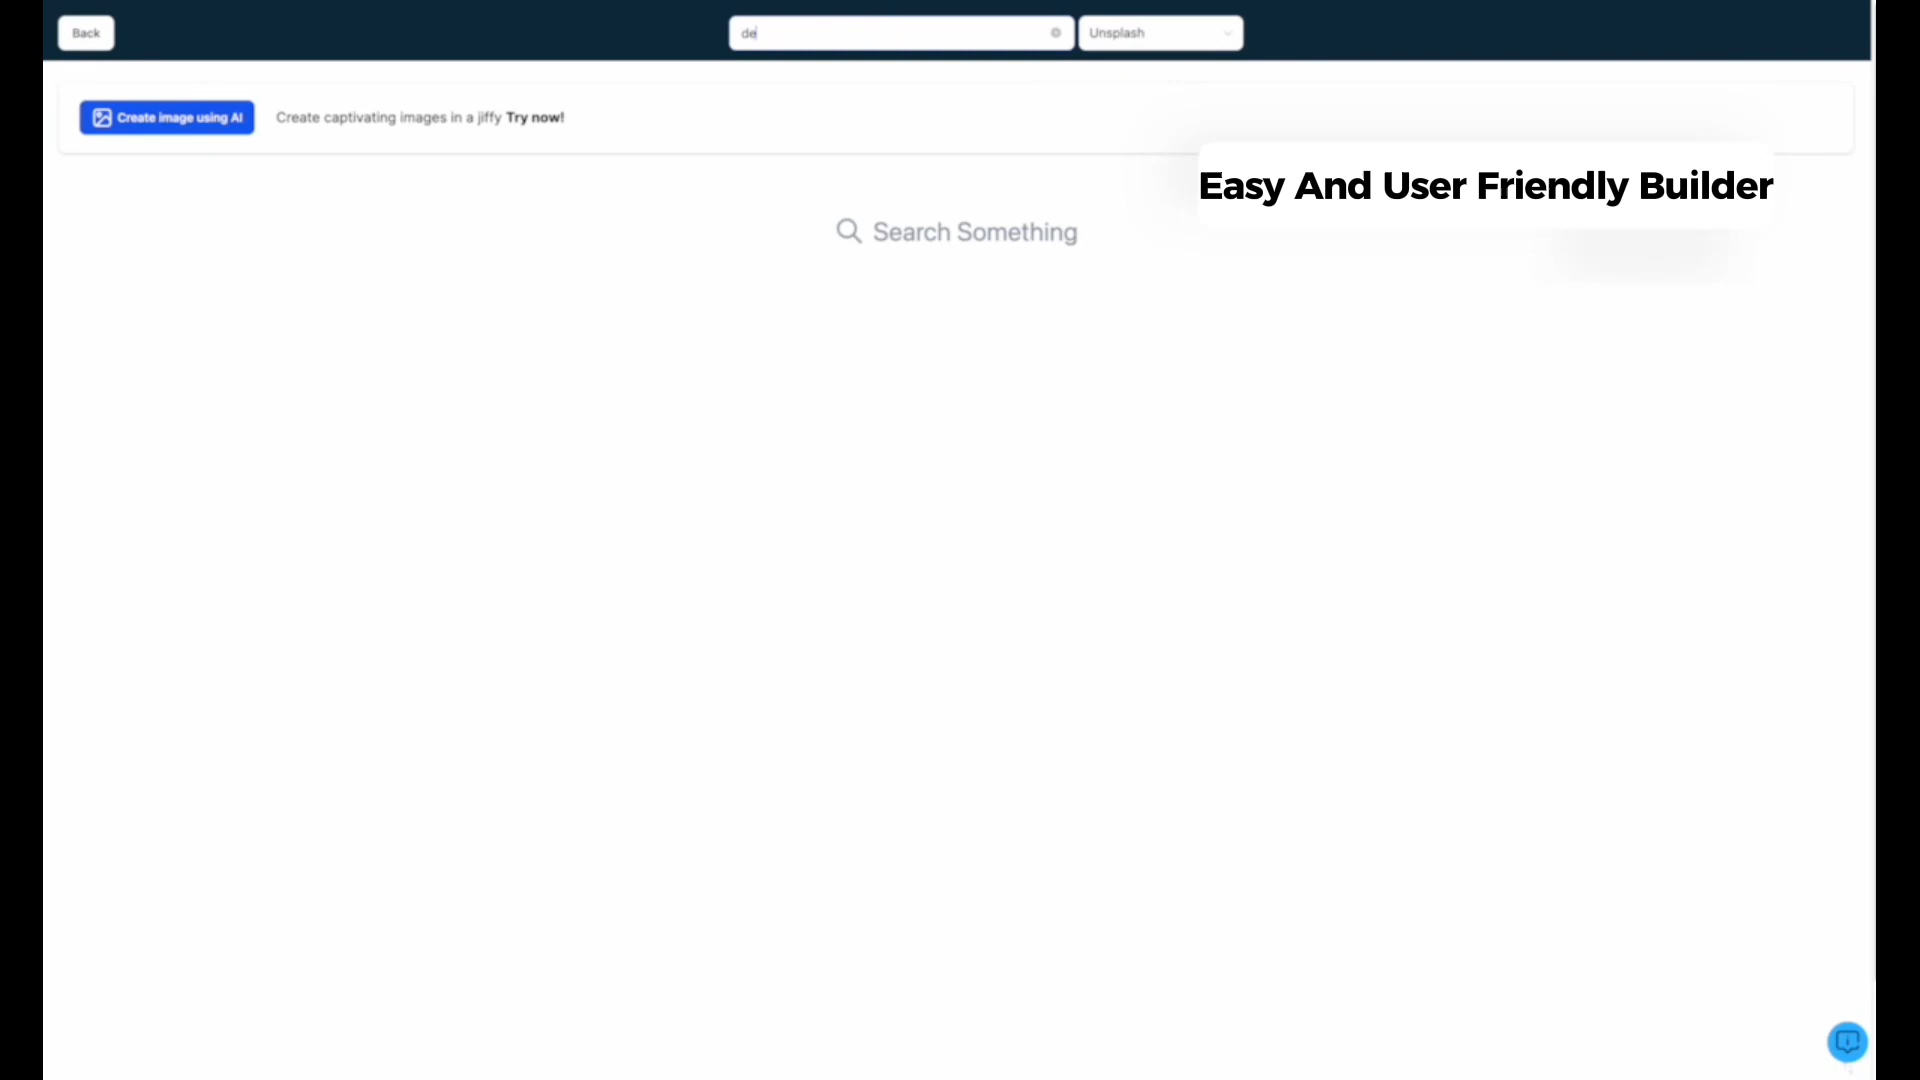 Back
de
Unsplash
Create image using AI
Create captivating images in a jiffy Try now!
Easy And User Friendly Builder
Search Something